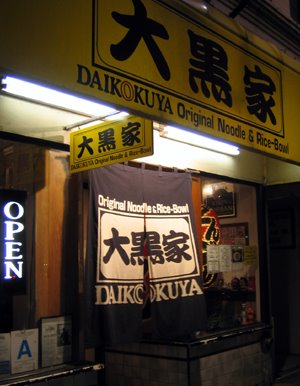 大黒家
DAIKOKUYA Original Noodle & Rice-Bowl
大黒家
DAIKOKUYA Original Noodle
& Rice-Bowl
Original Noodle & Rice-Bowl
大黒家
DAIKOKUYA
OPEN
A